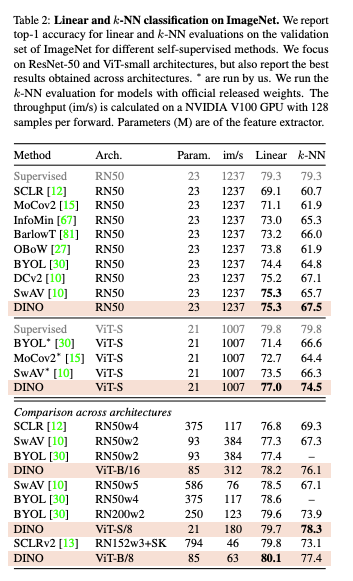 Table 2: Linear and k-NN classification on ImageNet. We report
top-1 accuracy for linear and k-NN evaluations on the validation
set of ImageNet for different self-supervised methods. We focus
on ResNet-50 and ViT-small architectures, but also report the best
results obtained across architectures. * are run by us. We run the
k-NN evaluation for models with official released weights. The
throughput (im/s) is calculated on a NVIDIA V100 GPU with 128
samples per forward. Parameters (M) are of the feature extractor.
Method Arch. Param. im/s Linear k-NN
Supervised RN50 23 1237 79.3 79.3
SCLR [12] RN50 23 1237 69.1 60.7
MoCov2 [15] RN50 23 1237 71.1 61.9
InfoMin [67] RN50 23 1237 73.0 65.3
BarlowT [81] RN50 23 1237 73.2 66.0
OBoW [27] RN50 23 1237 73.8 61.9
BYOL [30] RN50 23 1237 74.4 64.8
DCv2 [10] RN50 23 1237 75.2 67.1
SwAV [10] RN50 23 1237 75.3 65.7
DINO RN50 23 1237 75.3 67.5
Supervised ViT-S 21 1007 79.8 79.8
BYOL* [30] ViT-S 21 1007 71.4 66.6
MoCov2* [15] ViT-S 21 1007 72.7 64.4
SwAV* [10] ViT-S 21 1007 73.5 66.3
DINO ViT-S 21 1007 77.0 74.5
Comparison across architectures
SCLR [12] RN50w4 375 117 76.8 69.3
SwAV [10] RN50w2 93 384 77.3 67.3
BYOL [30] RN50w2 93 384 77.4 –
DINO ViT-B/16 85 312 78.2 76.1
SwAV [10] RN50w5 586 76 78.5 67.1
BYOL [30] RN50w4 375 117 78.6 –
BYOL [30] RN200w2 250 123 79.6 73.9
DINO ViT-S/8 21 180 79.7 78.3
SCLRv2 [13] RN152w3+SK 794 46 79.8 73.1
DINO ViT-B/8 85 63 80.1 77.4